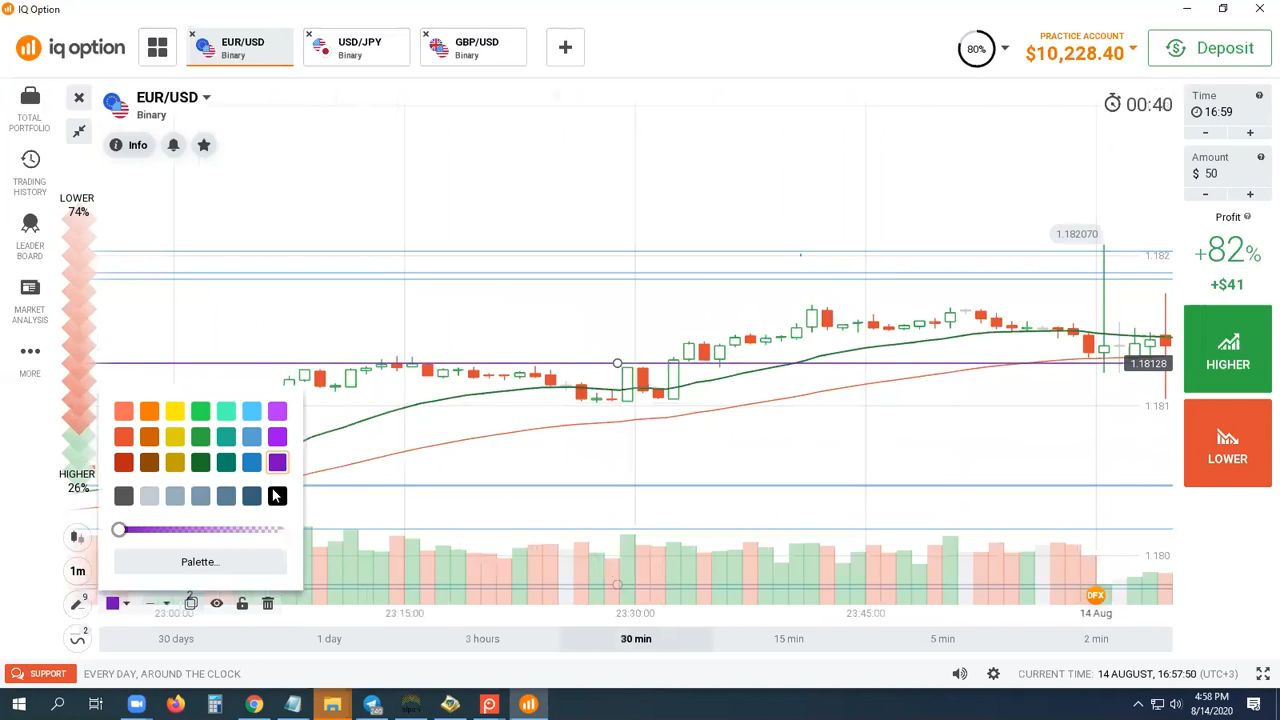 IQ Option
iq option
EUR/USD
Binary
USD/JPY
Binary
GBP/USD
Binary
80%
PRACTICE ACCOUNT
$10,228.40
Deposit
TOTAL
PORTFOLIO
TRADING
HISTORY
LEADER
BOARD
MARKET
ANALYSIS
MORE
EUR/USD
Binary
Info
00:40
LOWER
74%
HIGHER
26%
1.182070
1.182
1.18128
1.181
1.180
Palette...
1m
9
2
2
DFX
23:00:00
23:15:00
23:30:00
23:45:00
14 Aug
30 days
1 day
3 hours
30 min
15 min
5 min
2 min
Time
16:59
- +
Amount
$ 50
- +
Profit
+82%
+$41
HIGHER
LOWER
SUPPORT
EVERY DAY, AROUND THE CLOCK
CURRENT TIME: 14 AUGUST, 16:57:50 (UTC+3)
4:58 PM
8/14/2020